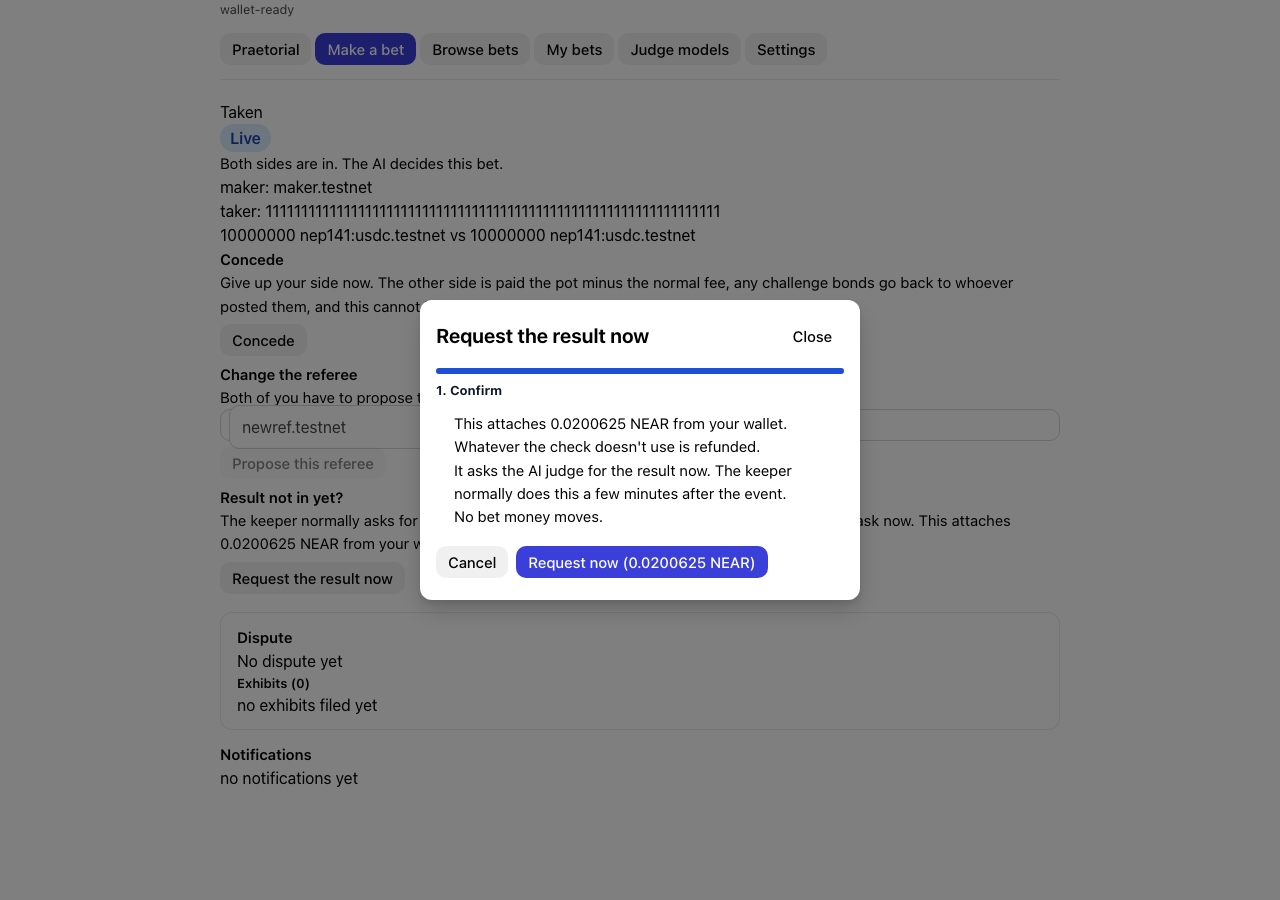 wallet-ready
Praetorial Make a bet Browse bets My bets Judge models Settings
Taken
Live
Both sides are in. The AI decides this bet.
maker: maker.testnet
taker: 1111111111111111111111111111111111111111111111111111111111111111
10000000 nep141:usdc.testnet vs 10000000 nep141:usdc.testnet
Concede
Give up your side now. The other side is paid the pot minus the normal fee, any challenge bonds go back to whoever
posted them, and this cannot
Concede
Change the referee
Both of you have to propose
newref.testnet
Propose this referee
Result not in yet?
The keeper normally asks for ask now. This attaches
0.0200625 NEAR from your
Request the result now
Request the result now
Close
1. Confirm
This attaches 0.0200625 NEAR from your wallet.
Whatever the check doesn't use is refunded.
It asks the AI judge for the result now. The keeper
normally does this a few minutes after the event.
No bet money moves.
Cancel Request now (0.0200625 NEAR)
Dispute
No dispute yet
Exhibits (0)
no exhibits filed yet
Notifications
no notifications yet